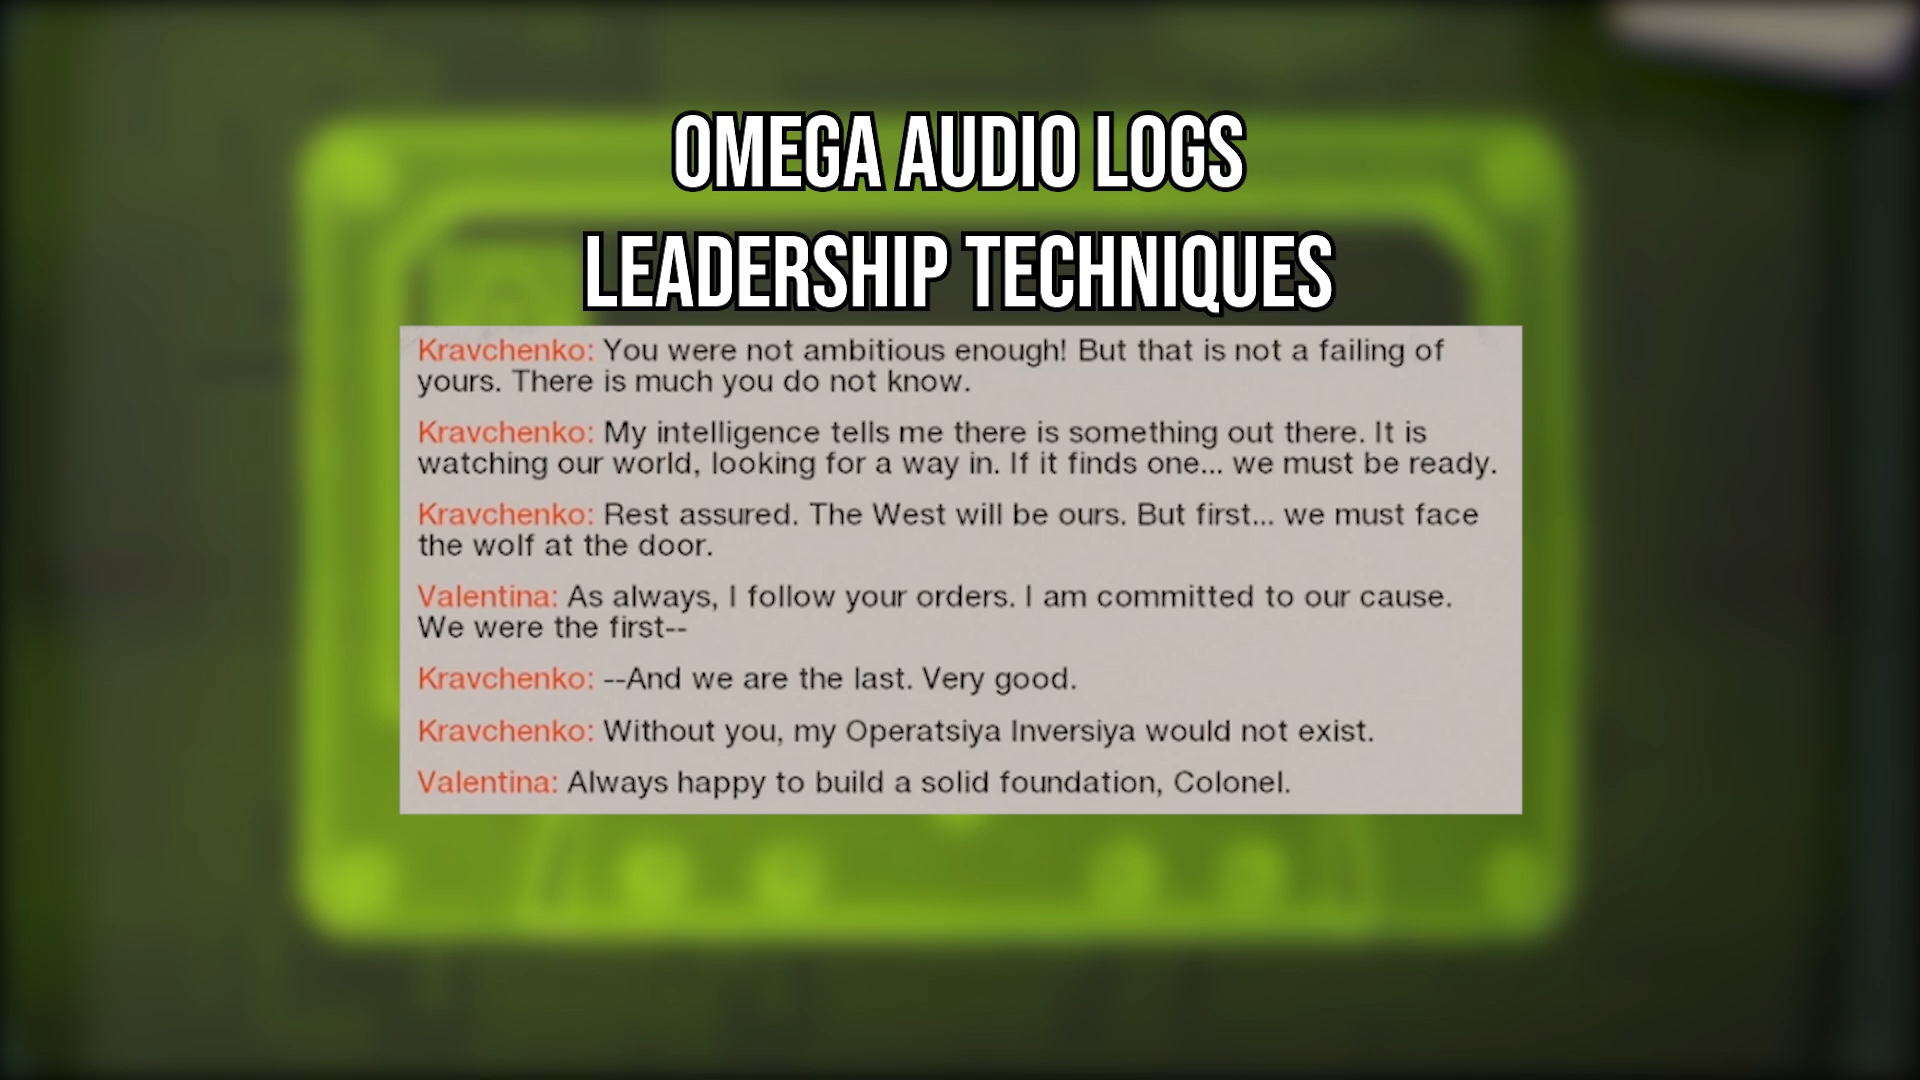 OMEGA AUDIO LOGS
LEADERSHIP TECHNIQUES
Kravchenko: You were not ambitious enough! But that is not a failing of
yours. There is much you do not know.
Kravchenko: My intelligence tells me there is something out there. It is
watching our world, looking for a way in. If it finds one... we must be ready.
Kravchenko: Rest assured. The West will be ours. But first... we must face
the wolf at the door.
Valentina: As always, I follow your orders. I am committed to our cause.
We were the first--
Kravchenko: --And we are the last. Very good.
Kravchenko: Without you, my Operatsiya Inversiya would not exist.
Valentina: Always happy to build a solid foundation, Colonel.